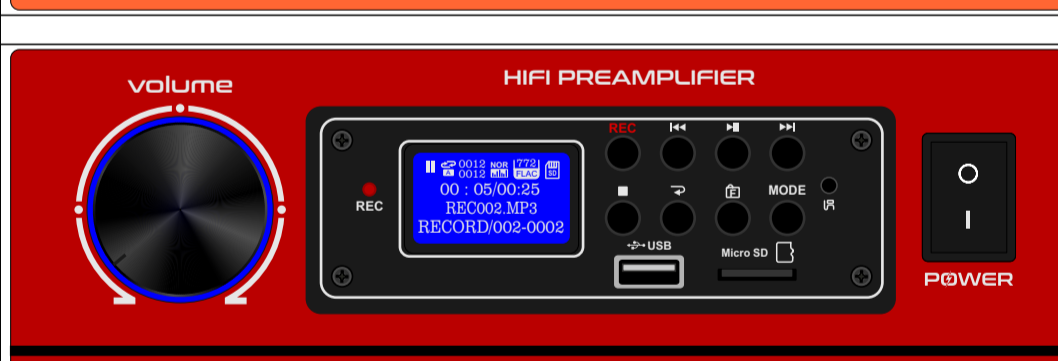 volume
HIFI PREAMPLIFIER
REC
0012 NOR 772
A 0012 FLAC SD
00 : 05/00:25
REC002.MP3
RECORD/002-0002
REC
MODE
F
IR
USB
Micro SD
O
I
POWER